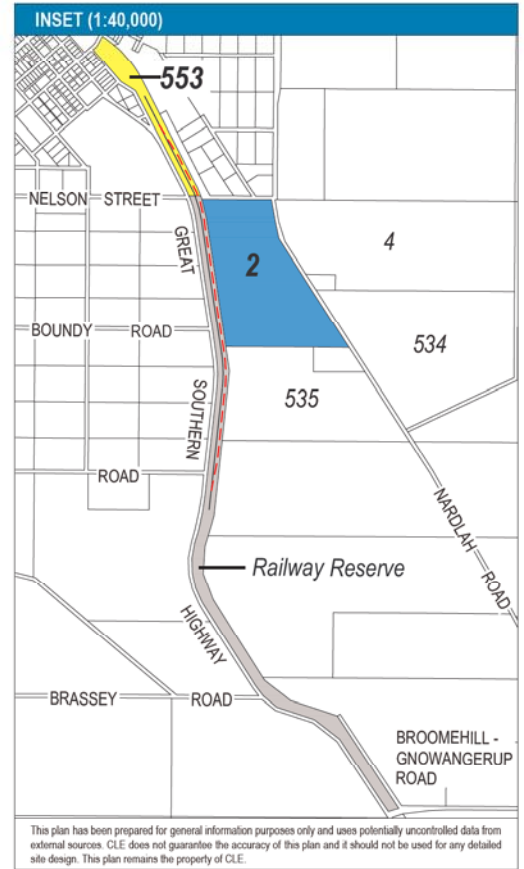 INSET (1:40,000)
553
NELSON STREET
GREAT
2
4
BOUNDY ROAD
534
535
SOUTHERN
ROAD
NARDLAH ROAD
Railway Reserve
HIGHWAY
BRASSEY ROAD
BROOMEHILL -
GNOWANGERUP
ROAD
This plan has been prepared for general information purposes only and uses potentially uncontrolled data from
external sources. CLE does not guarantee the accuracy of this plan and it should not be used for any detailed
site design. This plan remains the property of CLE.